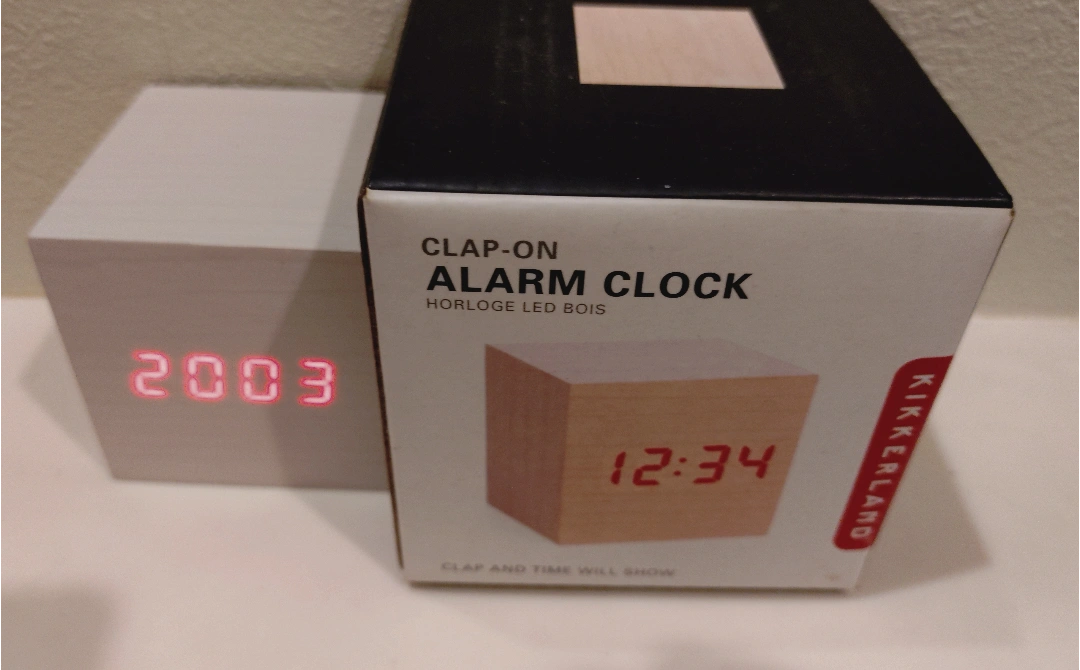 CLAP-ON
ALARM CLOCK
HORLOGE LED BOIS
2003
12:34
KIKKERLAND
CLAP AND TIME WILL SHOW